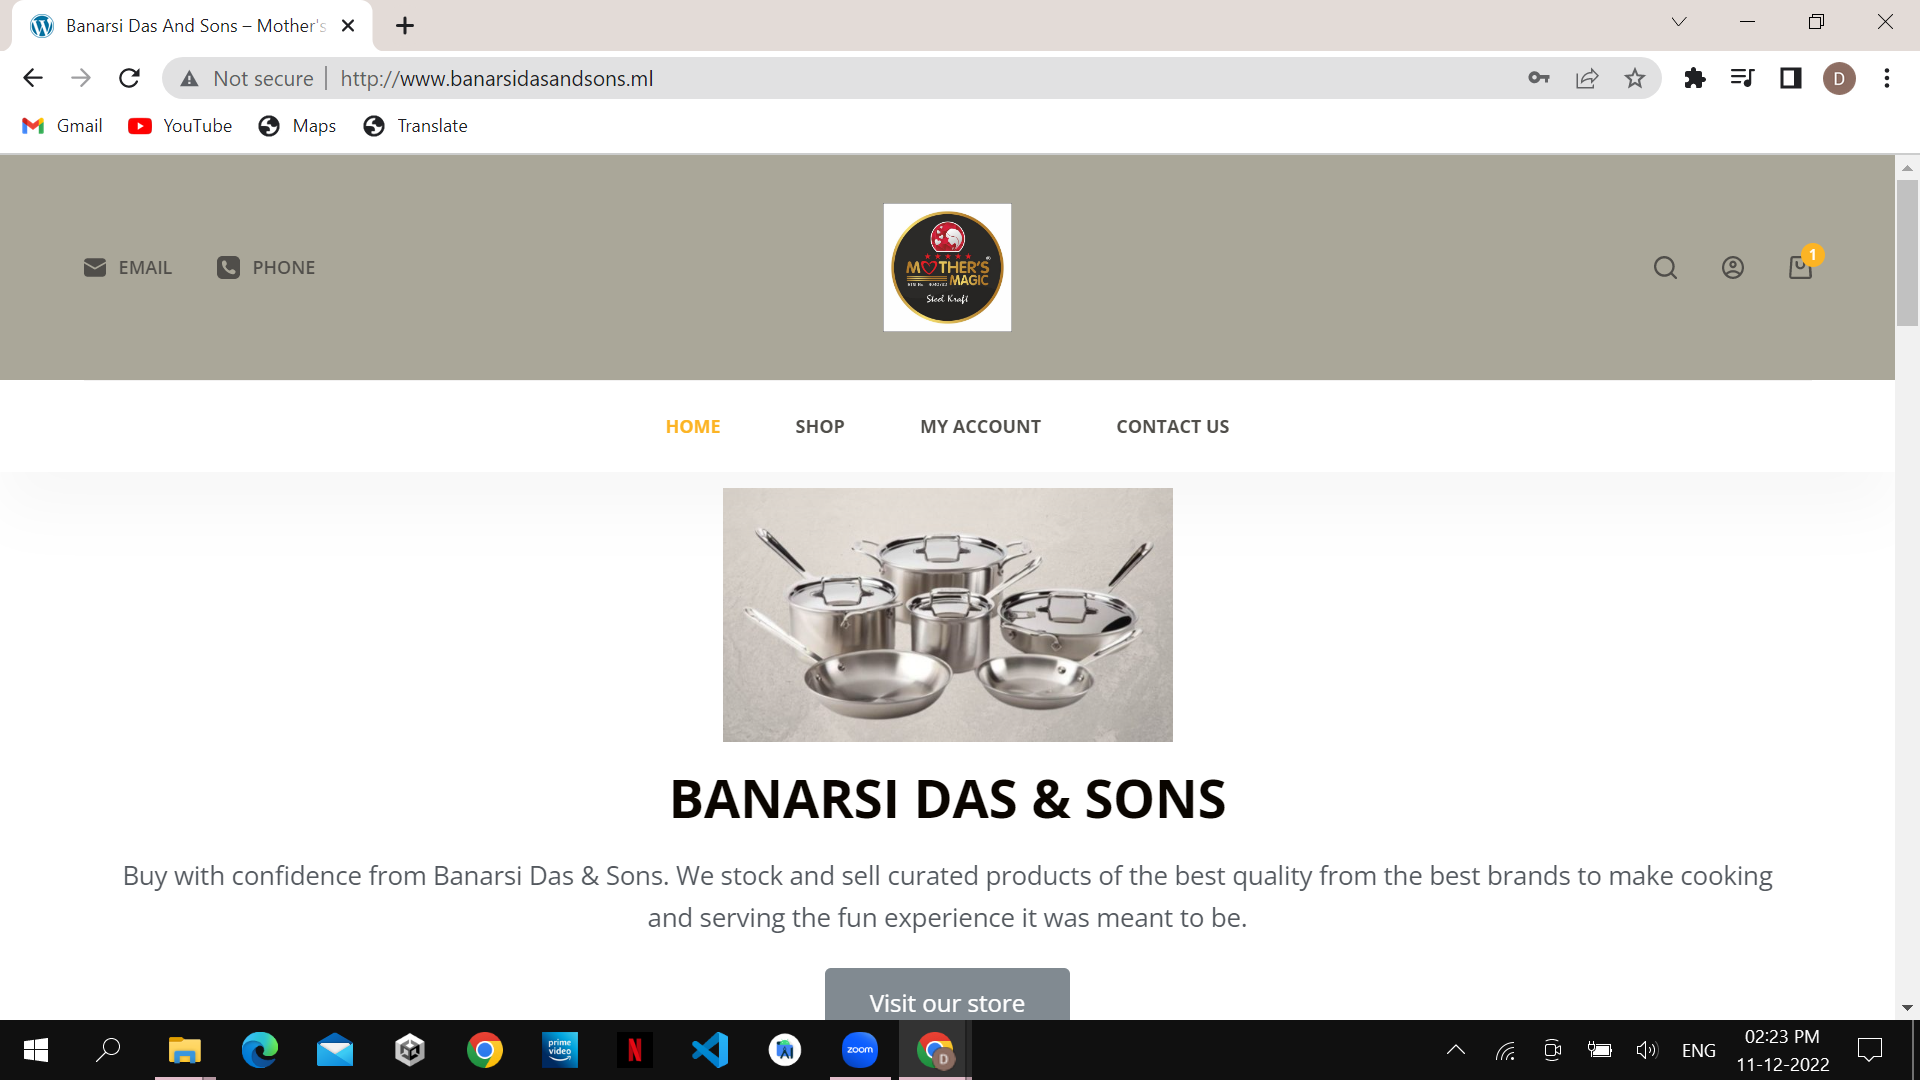 Banarsi Das And Sons – Mother's
Not secure http://www.banarsidasandsons.ml
D
Gmail YouTube Maps Translate
EMAIL PHONE
MOTHER'S
MAGIC
Steel Kraft
1
HOME SHOP MY ACCOUNT CONTACT US
BANARSI DAS & SONS
Buy with confidence from Banarsi Das & Sons. We stock and sell curated products of the best quality from the best brands to make cooking
and serving the fun experience it was meant to be.
Visit our store
prime
video
N
zoom
D
ENG
02:23 PM
11-12-2022